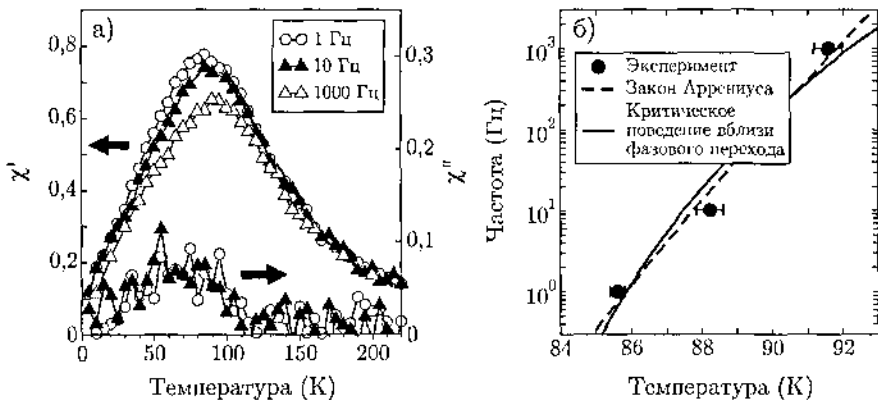 а)
0,8
0,6
0,4
0,2
0
χ'
1 Гц
10 Гц
1000 Гц
0,3
0,2
0,1
0
χ''
0 50 100 150 200
Температура (К)
б)
10³
10²
10¹
10⁰
Частота (Гц)
Эксперимент
Закон Аррениуса
Критическое
поведение вблизи
фазового перехода
84 86 88 90 92
Температура (К)